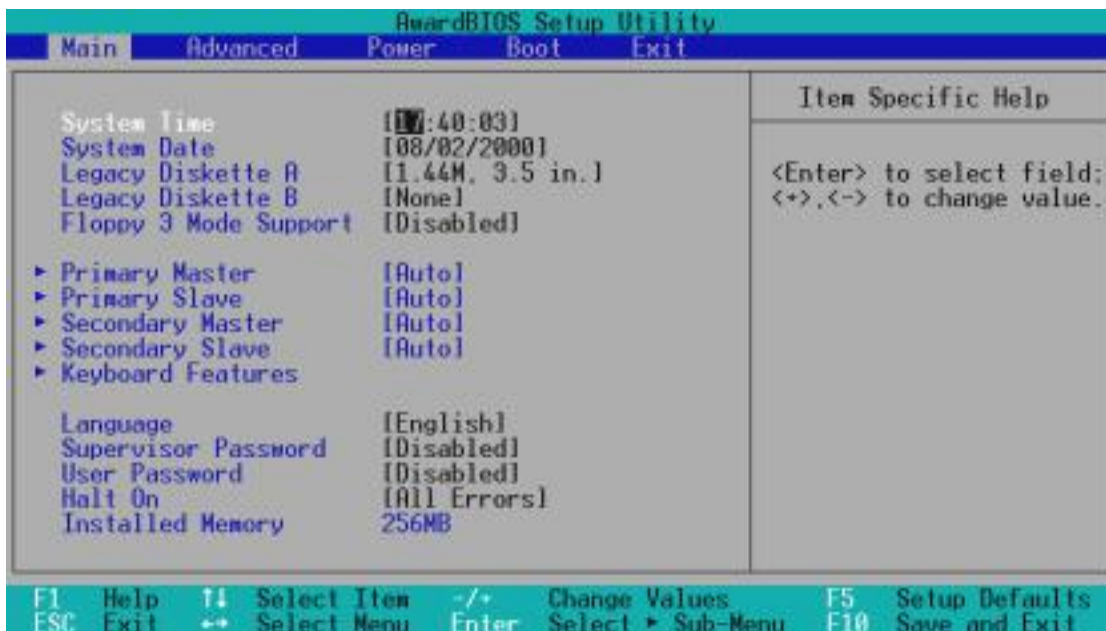 AwardBIOS Setup Utility
Main Advanced Power Boot Exit
System Time [17:40:03]
System Date [08/02/2000]
Legacy Diskette A [1.44M, 3.5 in.]
Legacy Diskette B [None]
Floppy 3 Mode Support [Disabled]
▸ Primary Master [Auto]
▸ Primary Slave [Auto]
▸ Secondary Master [Auto]
▸ Secondary Slave [Auto]
▸ Keyboard Features
Language [English]
Supervisor Password [Disabled]
User Password [Disabled]
Halt On [All Errors]
Installed Memory 256MB
Item Specific Help
<Enter> to select field;
<+>,<-> to change value.
F1 Help ↑↓ Select Item -/+ Change Values F5 Setup Defaults
ESC Exit ←→ Select Menu Enter Select ▸ Sub-Menu F10 Save and Exit